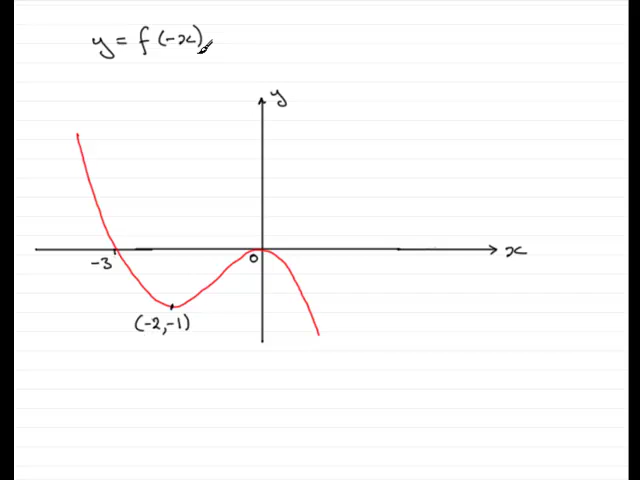 y = f(-x)
y
x
0
-3
(-2,-1)